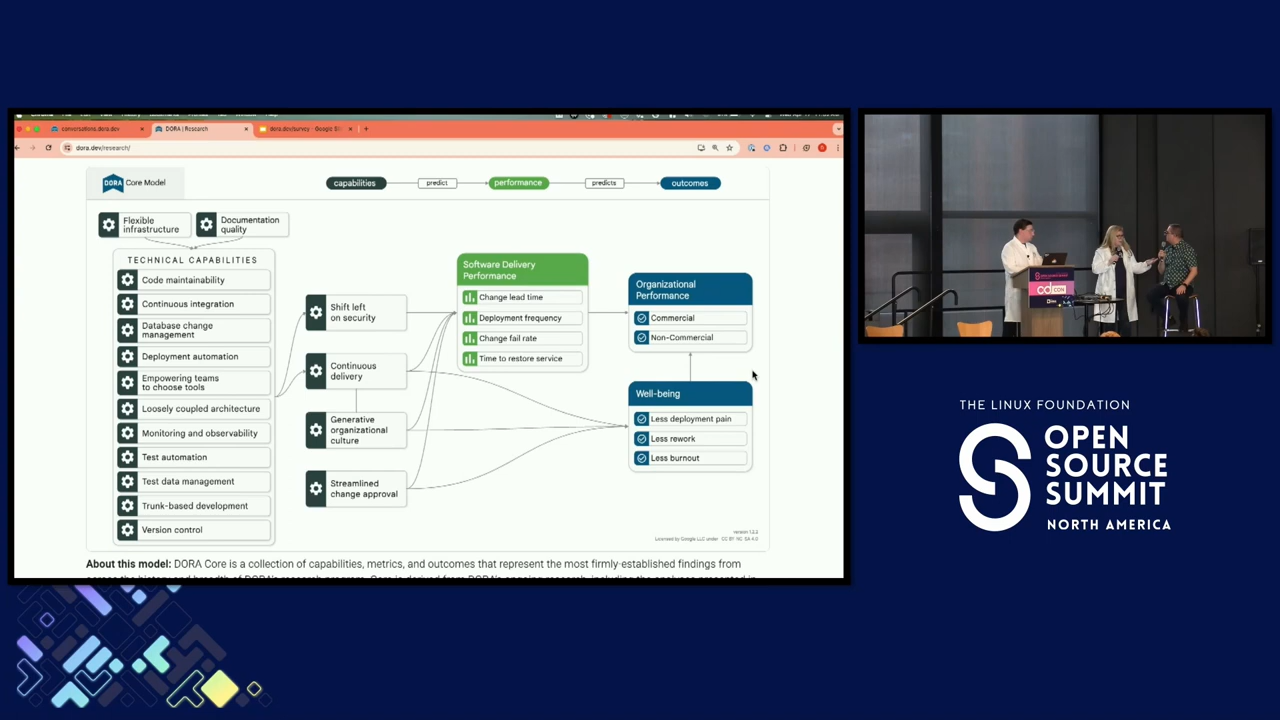 conversations.dora.dev
DORA | Research
dora.dev/survey - Google Sl
dora.dev/research/
DORA Core Model
capabilities
predict
performance
predicts
outcomes
Flexible
infrastructure
Documentation
quality
TECHNICAL CAPABILITIES
Code maintainability
Continuous integration
Database change
management
Deployment automation
Empowering teams
to choose tools
Loosely coupled architecture
Monitoring and observability
Test automation
Test data management
Trunk-based development
Version control
Shift left
on security
Continuous
delivery
Generative
organizational
culture
Streamlined
change approval
Software Delivery
Performance
Change lead time
Deployment frequency
Change fail rate
Time to restore service
Organizational
Performance
Commercial
Non-Commercial
Well-being
Less deployment pain
Less rework
Less burnout
Licensed by Google LLC under CC BY NC SA 4.0
About this model: DORA Core is a collection of capabilities, metrics, and outcomes that represent the most firmly-established findings from
cdCON
THE LINUX FOUNDATION
OPEN
SOURCE
SUMMIT
NORTH AMERICA